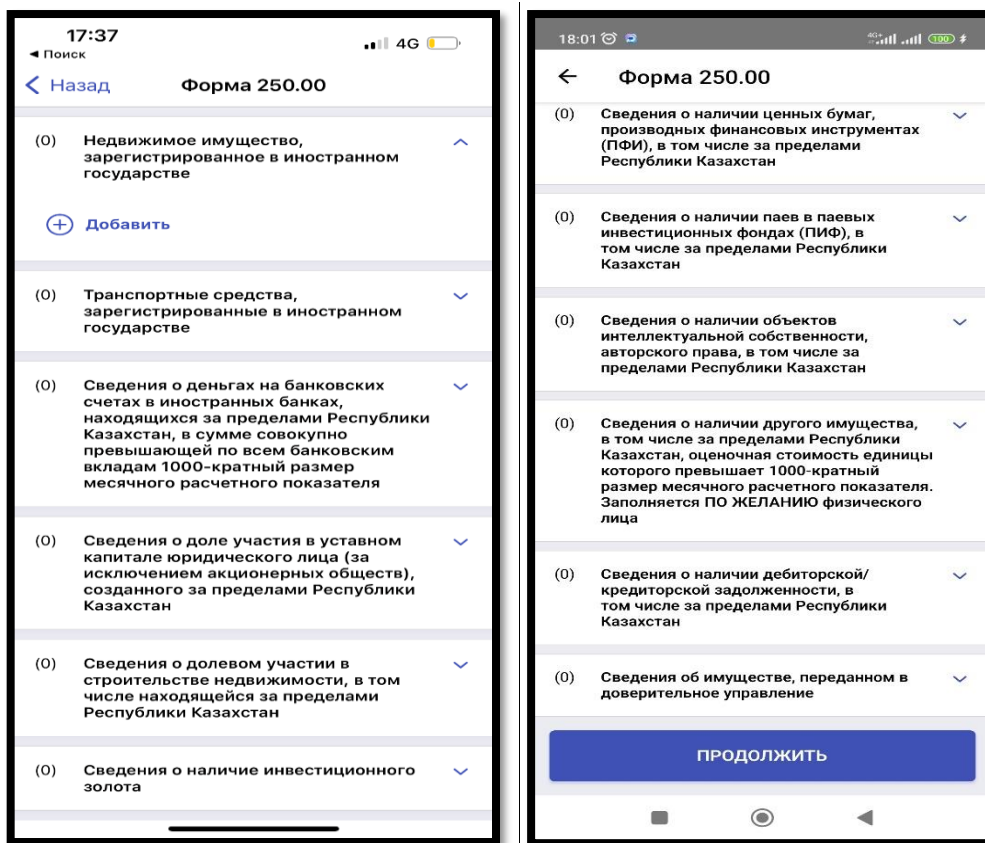 17:37
4G
◀ Поиск
Назад
Форма 250.00
(0)
Недвижимое имущество,
зарегистрированное в иностранном
государстве
Добавить
(0)
Транспортные средства,
зарегистрированные в иностранном
государстве
(0)
Сведения о деньгах на банковских
счетах в иностранных банках,
находящихся за пределами Республики
Казахстан, в сумме совокупно
превышающей по всем банковским
вкладам 1000-кратный размер
месячного расчетного показателя
(0)
Сведения о доле участия в уставном
капитале юридического лица (за
исключением акционерных обществ),
созданного за пределами Республики
Казахстан
(0)
Сведения о долевом участии в
строительстве недвижимости, в том
числе находящейся за пределами
Республики Казахстан
(0)
Сведения о наличие инвестиционного
золота
18:01
4G+
100
Форма 250.00
(0)
Сведения о наличии ценных бумаг,
производных финансовых инструментах
(ПФИ), в том числе за пределами
Республики Казахстан
(0)
Сведения о наличии паев в паевых
инвестиционных фондах (ПИФ), в
том числе за пределами Республики
Казахстан
(0)
Сведения о наличии объектов
интеллектуальной собственности,
авторского права, в том числе за
пределами Республики Казахстан
(0)
Сведения о наличии другого имущества,
в том числе за пределами Республики
Казахстан, оценочная стоимость единицы
которого превышает 1000-кратный
размер месячного расчетного показателя.
Заполняется ПО ЖЕЛАНИЮ физического
лица
(0)
Сведения о наличии дебиторской/
кредиторской задолженности, в
том числе за пределами Республики
Казахстан
(0)
Сведения об имуществе, переданном в
доверительное управление
ПРОДОЛЖИТЬ